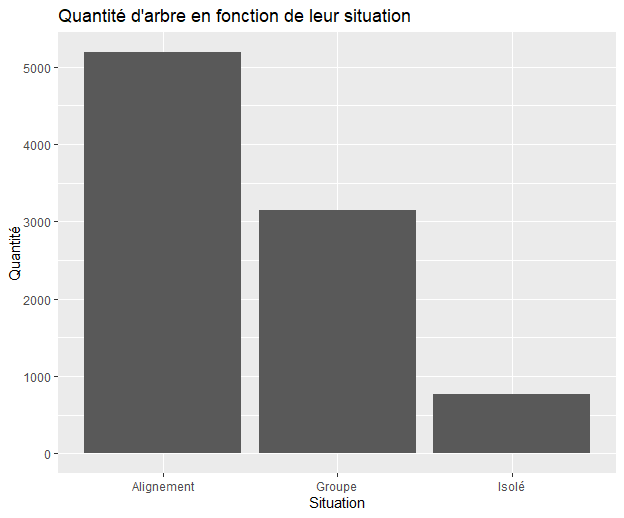 Quantité d'arbre en fonction de leur situation
Quantité
5000
4000
3000
2000
1000
0
Alignement Groupe Isolé
Situation